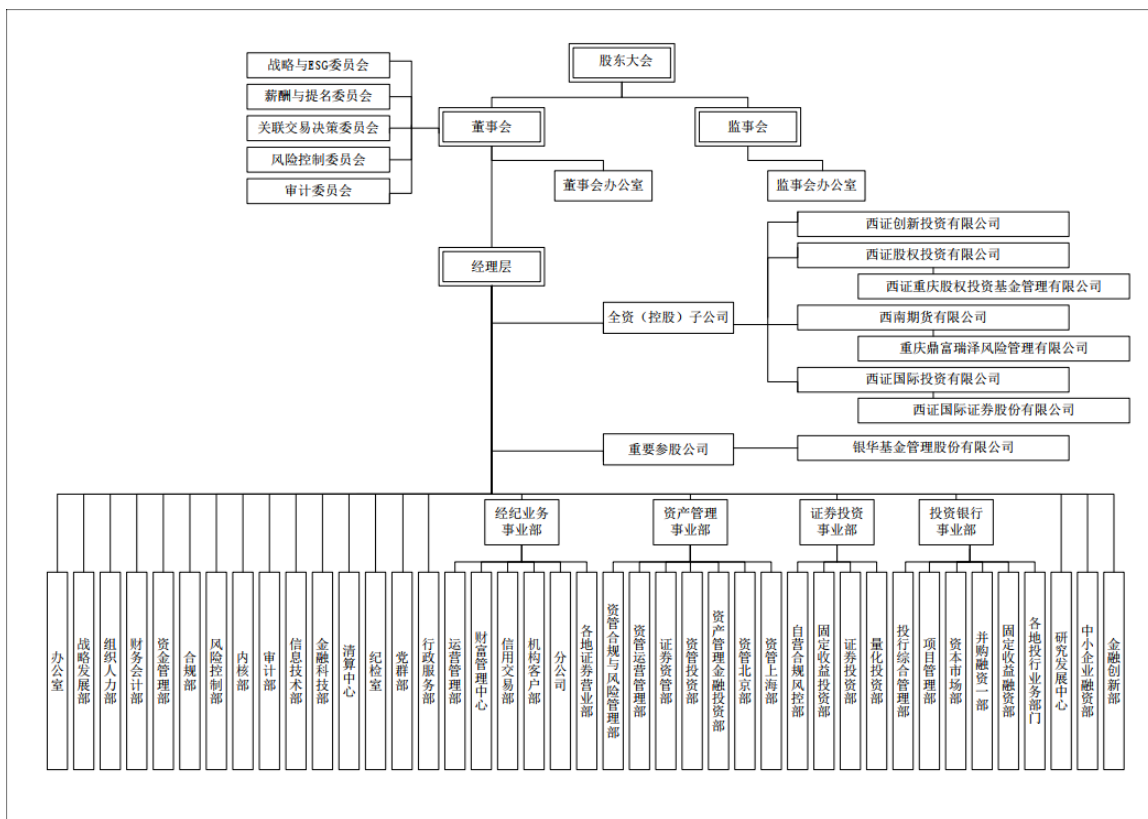 股东大会
战略与ESG委员会
薪酬与提名委员会
关联交易决策委员会
风险控制委员会
审计委员会
董事会
监事会
董事会办公室
监事会办公室
经理层
全资（控股）子公司
西证创新投资有限公司
西证股权投资有限公司
西证重庆股权投资基金管理有限公司
西南期货有限公司
重庆鼎富瑞泽风险管理有限公司
西证国际投资有限公司
西证国际证券股份有限公司
重要参股公司
银华基金管理股份有限公司
经纪业务
事业部
资产管理
事业部
证券投资
事业部
投资银行
事业部
办公室
战略发展部
组织人力部
财务会计部
资金管理部
合规部
风险控制部
内核部
审计部
信息技术部
金融科技部
清算中心
纪检室
党群部
行政服务部
运营管理部
财富管理中心
信用交易部
机构客户部
分公司
各地证券营业部
资管合规与风险管理部
资管运营管理部
证券资管部
资管投资部
资产管理金融投资部
资管北京部
资管上海部
自营合规风控部
固定收益投资部
证券投资部
量化投资部
投行综合管理部
项目管理部
资本市场部
并购融资一部
固定收益融资部
各地投行业务部门
研究发展中心
中小企业融资部
金融创新部